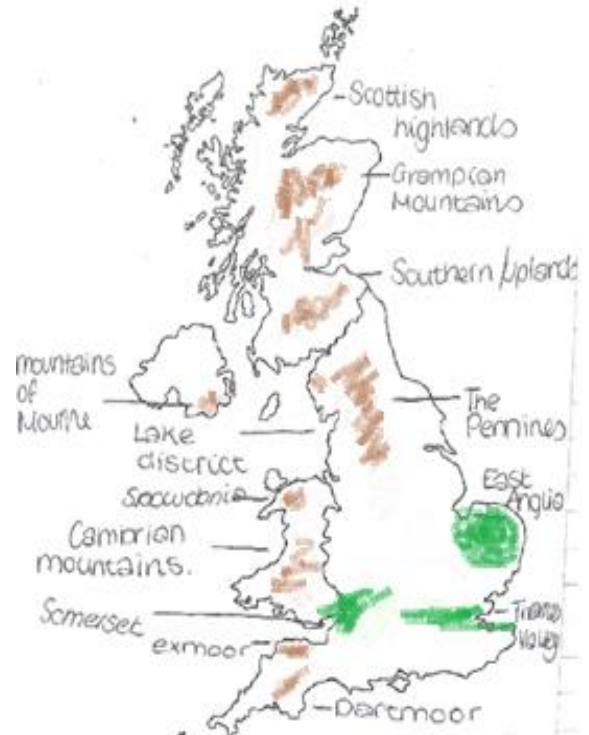 Scottish
highlands
Grampian
Mountains
Southern Uplands
mountains
of
Mourne
The
Pennines
Lake
district
East
Anglia
Snowdonia
Cambrian
mountains.
Somerset
Thames
Valley
exmoor
Dartmoor